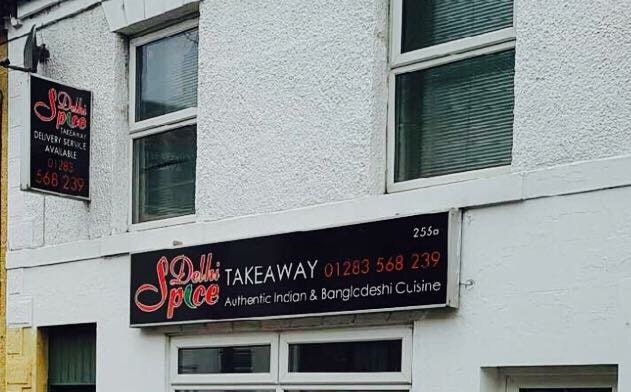 Delhi
Spice
TAKEAWAY
DELIVERY SERVICE
AVAILABLE
01283
568 239
255a
Delhi
Spice
TAKEAWAY 01283 568 239
Authentic Indian & Bangladeshi Cuisine